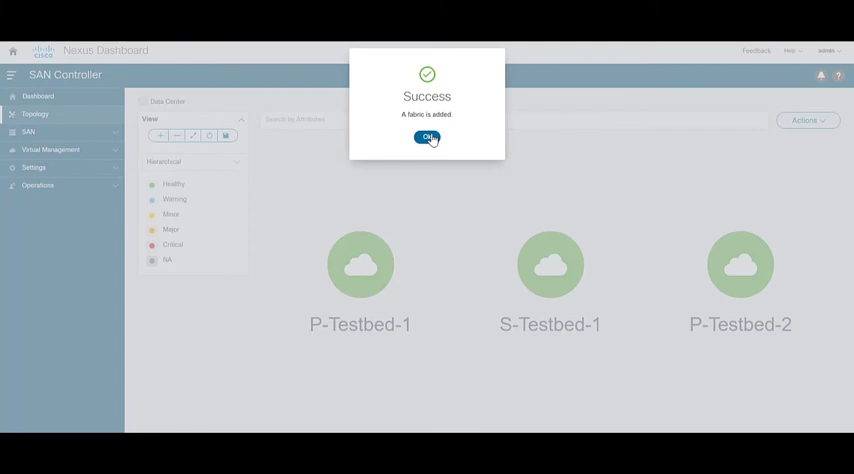 CISCO
Nexus Dashboard
Feedback
Help
admin
SAN Controller
?
Dashboard
Topology
SAN
Virtual Management
Settings
Operations
Data Center
View
Hierarchical
Healthy
Warning
Minor
Major
Critical
NA
Search by Attributes
Actions
Success
A fabric is added
P-Testbed-1
S-Testbed-1
P-Testbed-2